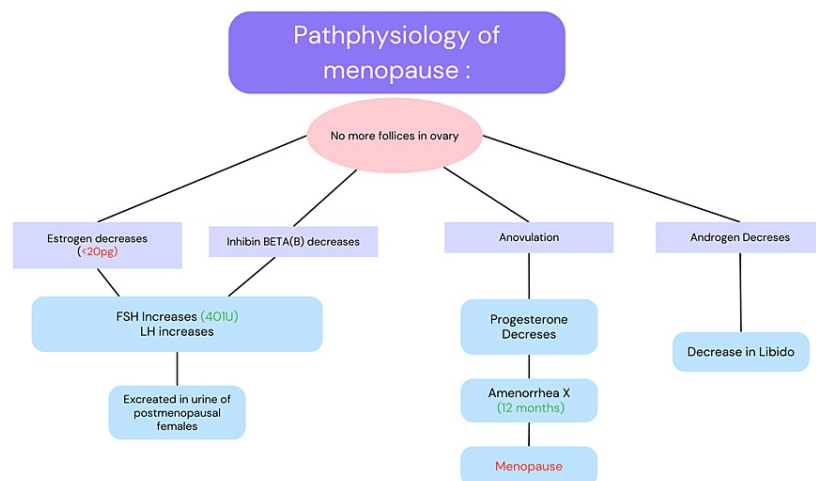 Pathphysiology of
menopause :
No more follices in ovary
Estrogen decreases
(<20pg)
Inhibin BETA(B) decreases
Anovulation
Androgen Decreses
FSH Increases (401U)
LH increases
Progesterone
Decreses
Decrease in Libido
Excreated in urine of
postmenopausal
females
Amenorrhea X
(12 months)
Menopause